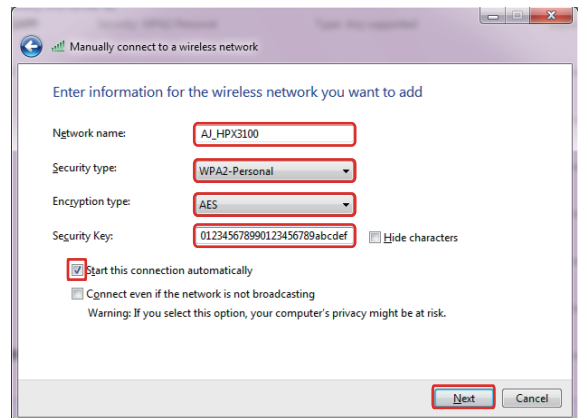 Manually connect to a wireless network
Enter information for the wireless network you want to add
Network name:
AJ_HPX3100
Security type:
WPA2-Personal
Encryption type:
AES
Security Key:
012345678990123456789abcdef
Hide characters
Start this connection automatically
Connect even if the network is not broadcasting
Warning: If you select this option, your computer's privacy might be at risk.
Next
Cancel